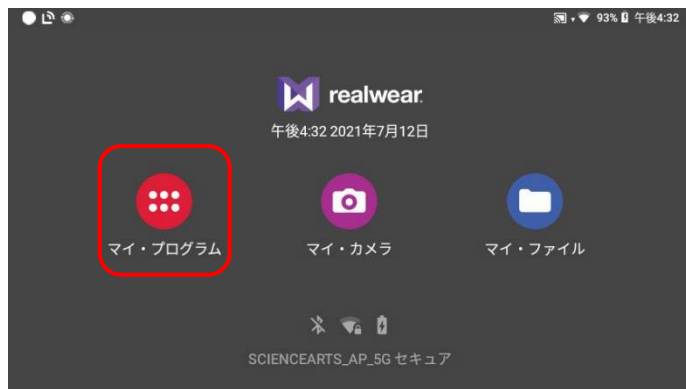 93% 午後4:32
realwear
午後4:32 2021年7月12日
マイ・プログラム マイ・カメラ マイ・ファイル
SCIENCEARTS_AP_5G セキュア